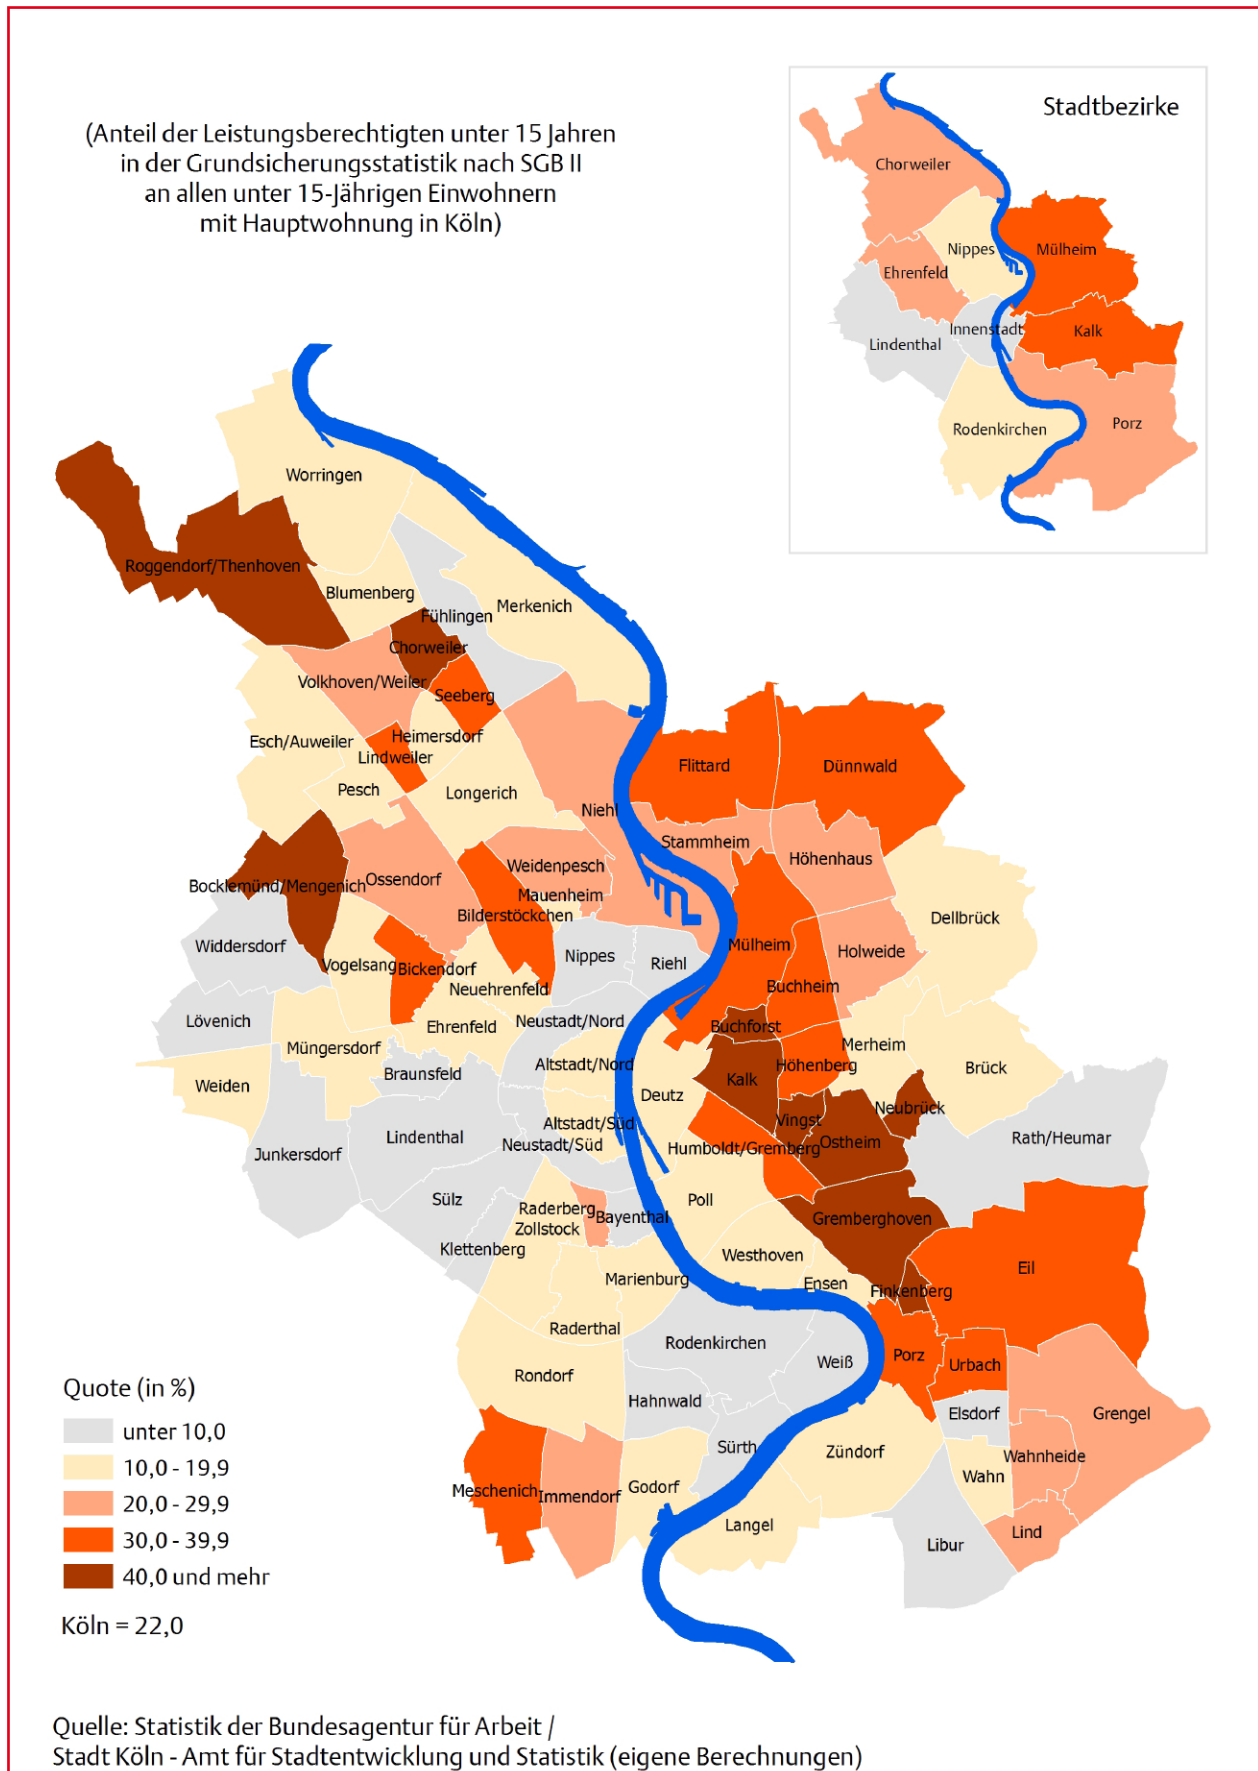 (Anteil der Leistungsberechtigten unter 15 Jahren
in der Grundsicherungsstatistik nach SGB II
an allen unter 15-Jährigen Einwohnern
mit Hauptwohnung in Köln)
Stadtbezirke
Chorweiler
Nippes
Mülheim
Ehrenfeld
Innenstadt
Kalk
Lindenthal
Rodenkirchen
Porz
Worringen
Roggendorf/Thenhoven
Blumenberg
Merkenich
Fühlingen
Chorweiler
Volkhoven/Weiler
Seeberg
Heimersdorf
Esch/Auweiler
Lindweiler
Pesch
Longerich
Niehl
Flittard
Dünnwald
Stammheim
Höhenhaus
Weidenpesch
Ossendorf
Bocklemünd/Mengenich
Mauenheim
Bilderstöckchen
Dellbrück
Widdersdorf
Mülheim
Holweide
Nippes
Riehl
Vogelsang
Bickendorf
Neuehrenfeld
Buchheim
Lövenich
Ehrenfeld
Neustadt/Nord
Buchforst
Müngersdorf
Merheim
Altstadt/Nord
Höhenberg
Brück
Braunsfeld
Weiden
Kalk
Deutz
Neubrück
Altstadt/Süd
Vingst
Lindenthal
Neustadt/Süd
Humboldt/Gremberg
Ostheim
Rath/Heumar
Junkersdorf
Sülz
Poll
Raderberg
Bayenthal
Gremberghoven
Zollstock
Klettenberg
Westhoven
Eil
Marienburg
Ensen
Finkenberg
Raderthal
Rodenkirchen
Weiß
Porz
Urbach
Rondorf
Hahnwald
Elsdorf
Grengel
Sürth
Zündorf
Wahnheide
Wahn
Meschenich
Immendorf
Godorf
Langel
Lind
Libur
Quote (in %)
unter 10,0
10,0 - 19,9
20,0 - 29,9
30,0 - 39,9
40,0 und mehr
Köln = 22,0
Quelle: Statistik der Bundesagentur für Arbeit /
Stadt Köln - Amt für Stadtentwicklung und Statistik (eigene Berechnungen)